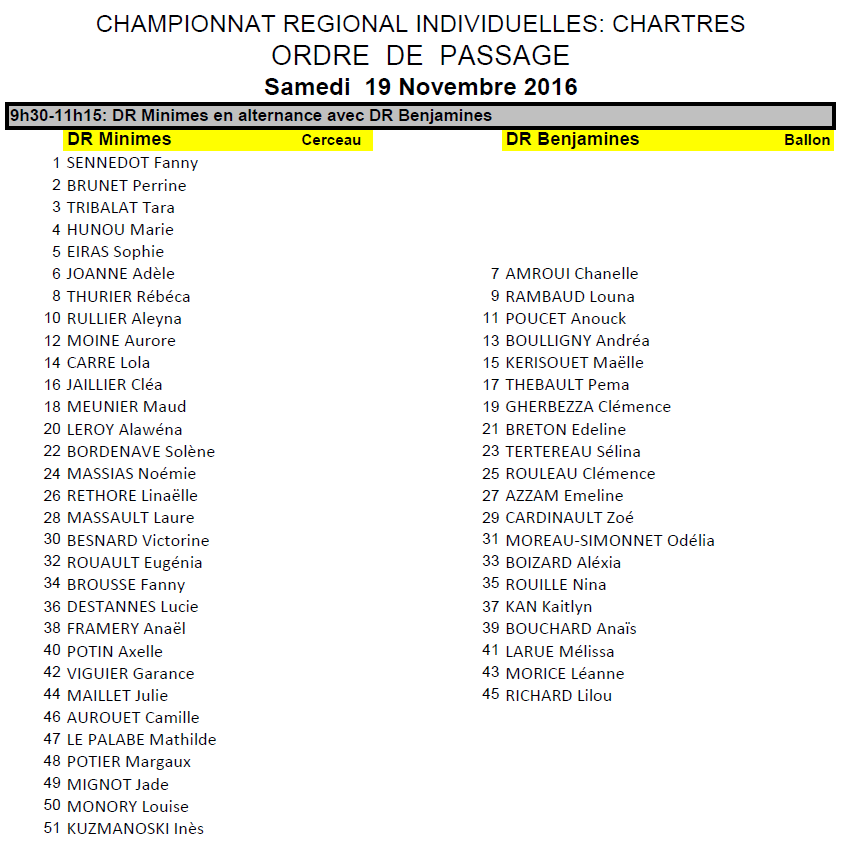 CHAMPIONNAT REGIONAL INDIVIDUELLES: CHARTRES
ORDRE DE PASSAGE
Samedi 19 Novembre 2016
9h30-11h15: DR Minimes en alternance avec DR Benjamines
DR Minimes Cerceau DR Benjamines Ballon
1 SENNEDOT Fanny
2 BRUNET Perrine
3 TRIBALAT Tara
4 HUNOU Marie
5 EIRAS Sophie
6 JOANNE Adèle 7 AMROUI Chanelle
8 THURIER Rébéca 9 RAMBAUD Louna
10 RULLIER Aleyna 11 POUCET Anouck
12 MOINE Aurore 13 BOULLIGNY Andréa
14 CARRE Lola 15 KERISOUET Maëlle
16 JAILLIER Cléa 17 THEBAULT Pema
18 MEUNIER Maud 19 GHERBEZZA Clémence
20 LEROY Alawéna 21 BRETON Edeline
22 BORDENAVE Solène 23 TERTEREAU Sélina
24 MASSIAS Noémie 25 ROULEAU Clémence
26 RETHORE Linaëlle 27 AZZAM Emeline
28 MASSAULT Laure 29 CARDINAULT Zoé
30 BESNARD Victorine 31 MOREAU-SIMONNET Odélia
32 ROUAULT Eugénia 33 BOIZARD Aléxia
34 BROUSSE Fanny 35 ROUILLE Nina
36 DESTANNES Lucie 37 KAN Kaitlyn
38 FRAMERY Anaël 39 BOUCHARD Anaïs
40 POTIN Axelle 41 LARUE Mélissa
42 VIGUIER Garance 43 MORICE Léanne
44 MAILLET Julie 45 RICHARD Lilou
46 AUROUET Camille
47 LE PALABE Mathilde
48 POTIER Margaux
49 MIGNOT Jade
50 MONORY Louise
51 KUZMANOSKI Inès